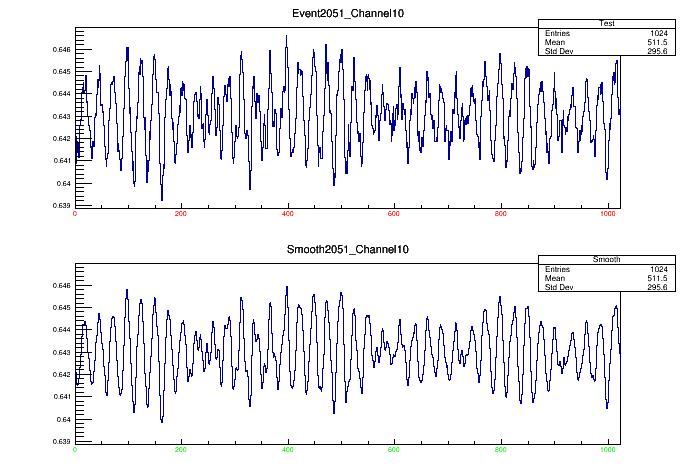 Event2051_Channel10
Test
Entries 1024
Mean 511.5
Std Dev 295.6
0.646
0.645
0.644
0.643
0.642
0.641
0.64
0.639
0 200 400 600 800 1000
Smooth2051_Channel10
Smooth
Entries 1024
Mean 511.5
Std Dev 295.6
0.646
0.645
0.644
0.643
0.642
0.641
0.64
0.639
0 200 400 600 800 1000